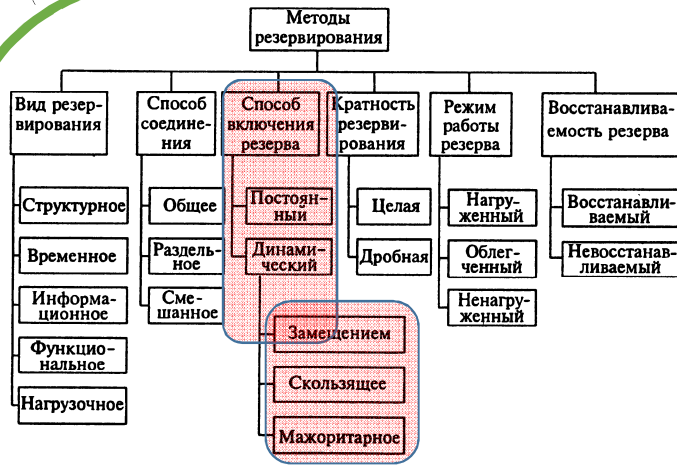 Методы
резервирования
Вид резер-
вирования
Способ
соедине-
ния
Способ
включения
резерва
Кратность
резерви-
рования
Режим
работы
резерва
Восстанавлива-
емость резерва
Структурное
Временное
Информа-
ционное
Функцио-
нальное
Нагрузочное
Общее
Раздель-
ное
Сме-
шанное
Постоян-
ный
Динами-
ческий
Замещением
Скользящее
Мажоритарное
Целая
Дробная
Нагру-
женный
Облег-
ченный
Ненагру-
женный
Восстанавли-
ваемый
Невосстанав-
ливаемый